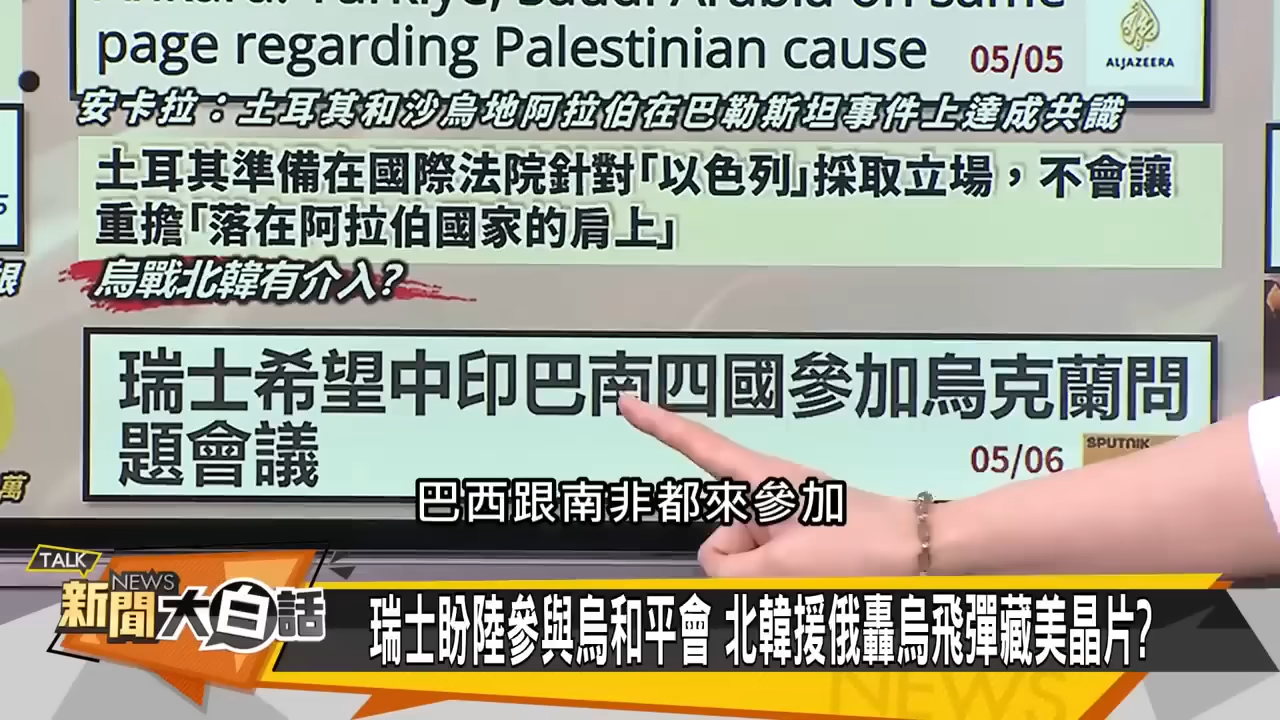 page regarding Palestinian cause
05/05
ALJAZEERA
安卡拉：土耳其和沙烏地阿拉伯在巴勒斯坦事件上達成共識
土耳其準備在國際法院針對「以色列」採取立場，不會讓
重擔「落在阿拉伯國家的肩上」
烏戰北韓有介入?
瑞士希望中印巴南四國參加烏克蘭問
題會議
05/06
SPUTNIK
萬
巴西跟南非都來參加
TALK
NEWS
新聞大白話
瑞士盼陸參與烏和平會 北韓援俄轟烏飛彈藏美晶片?
NEWS